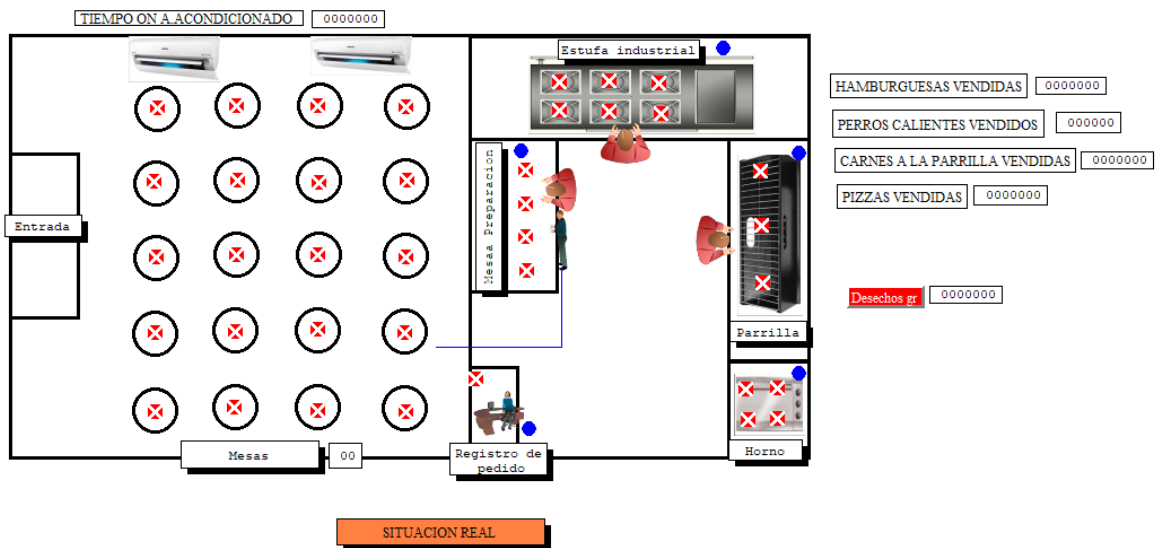 TIEMPO ON A.ACONDICIONADO 0000000
Estufa industrial
HAMBURGUESAS VENDIDAS 0000000
PERROS CALIENTES VENDIDOS 000000
CARNES A LA PARRILLA VENDIDAS 0000000
PIZZAS VENDIDAS 0000000
Mesaa Preparacion
Entrada
Desechos gr 0000000
Parrilla
Mesas 00
Registro de
pedido
Horno
SITUACION REAL